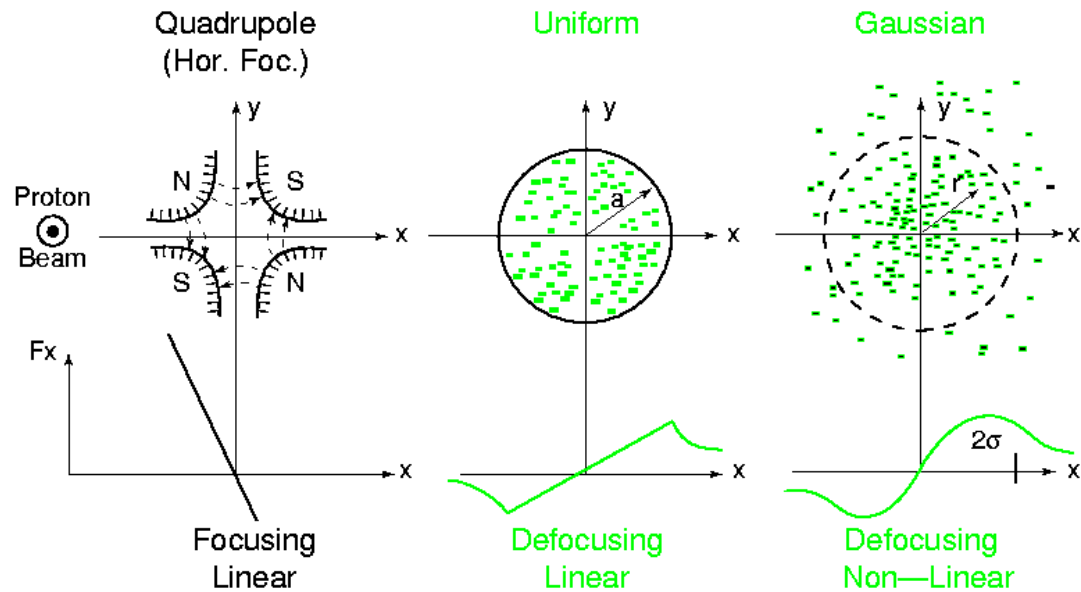 Quadrupole
(Hor. Foc.)
Uniform
Gaussian
y
y
y
N
S
Proton
Beam
x
S
N
a
x
r
x
Fx
x
x
2σ
x
Focusing
Linear
Defocusing
Linear
Defocusing
Non—Linear